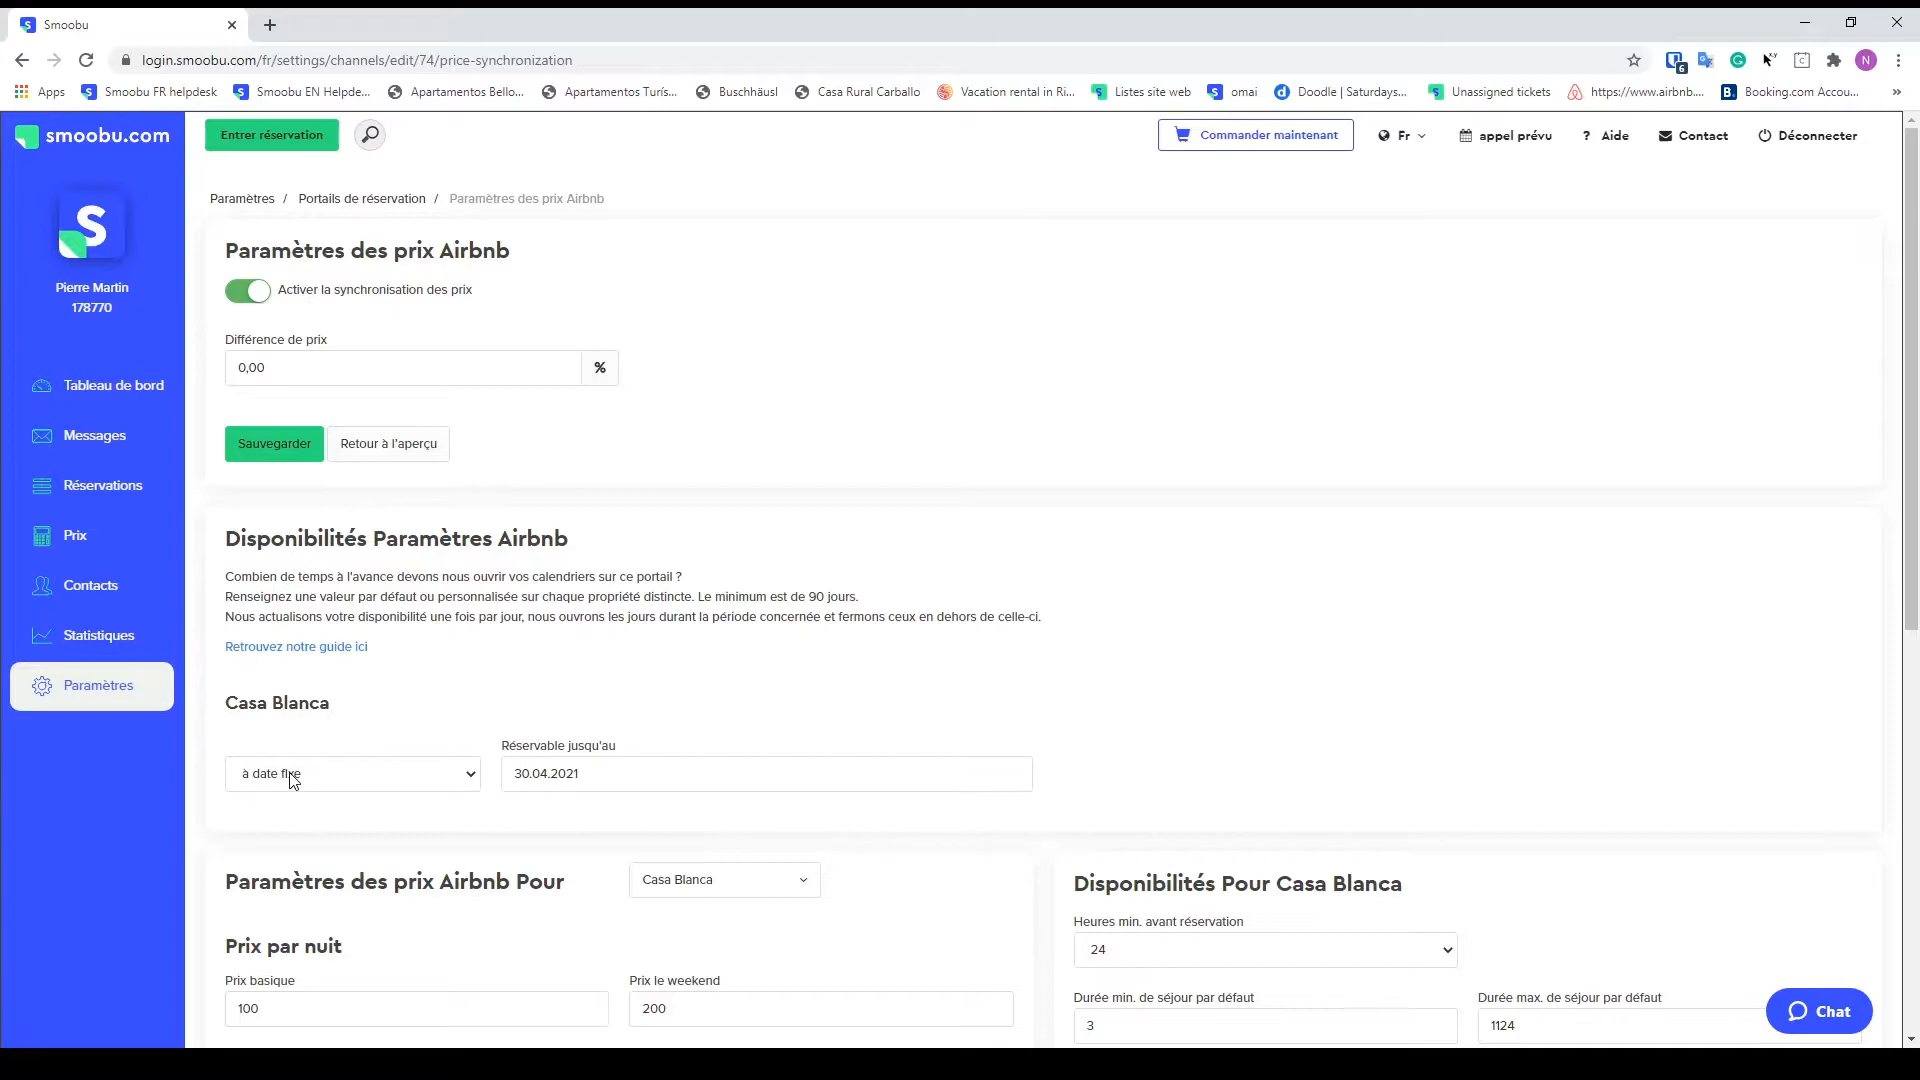 Smoobu
login.smoobu.com/fr/settings/channels/edit/74/price-synchronization
6
N
Apps
Smoobu FR helpdesk
Smoobu EN Helpde...
Apartamentos Bello...
Apartamentos Turís...
Buschhäusl
Casa Rural Carballo
Vacation rental in Ri...
Listes site web
omai
Doodle | Saturdays...
Unassigned tickets
https://www.airbnb....
Booking.com Accou...
smoobu.com
Entrer réservation
Commander maintenant
Fr
appel prévu
? Aide
Contact
Déconnecter
Pierre Martin
178770
Tableau de bord
Messages
Réservations
Prix
Contacts
Statistiques
Paramètres
Paramètres / Portails de réservation / Paramètres des prix Airbnb
Paramètres des prix Airbnb
Activer la synchronisation des prix
Différence de prix
0,00 %
Sauvegarder
Retour à l'aperçu
Disponibilités Paramètres Airbnb
Combien de temps à l'avance devons nous ouvrir vos calendriers sur ce portail ?
Renseignez une valeur par défaut ou personnalisée sur chaque propriété distincte. Le minimum est de 90 jours.
Nous actualisons votre disponibilité une fois par jour, nous ouvrons les jours durant la période concernée et fermons ceux en dehors de celle-ci.
Retrouvez notre guide ici
Casa Blanca
Réservable jusqu'au
à date fixe
30.04.2021
Paramètres des prix Airbnb Pour
Casa Blanca
Prix par nuit
Prix basique
Prix le weekend
100
200
Disponibilités Pour Casa Blanca
Heures min. avant réservation
24
Durée min. de séjour par défaut
Durée max. de séjour par défaut
3
1124
Chat